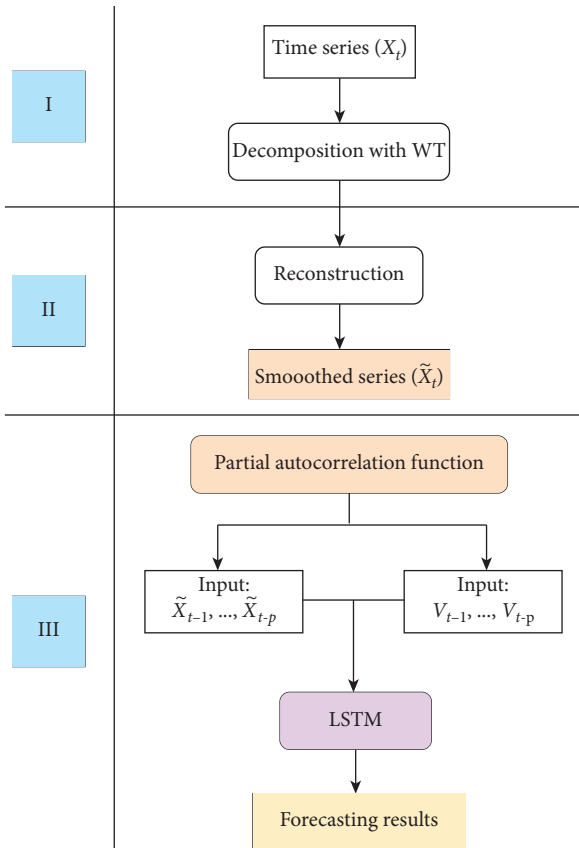 Time series (X_t)
I
Decomposition with WT
Reconstruction
II
Smooothed series (X̃_t)
Partial autocorrelation function
Input:
X̃_{t–1}, ..., X̃_{t-p}
Input:
V_{t–1}, ..., V_{t-p}
III
LSTM
Forecasting results